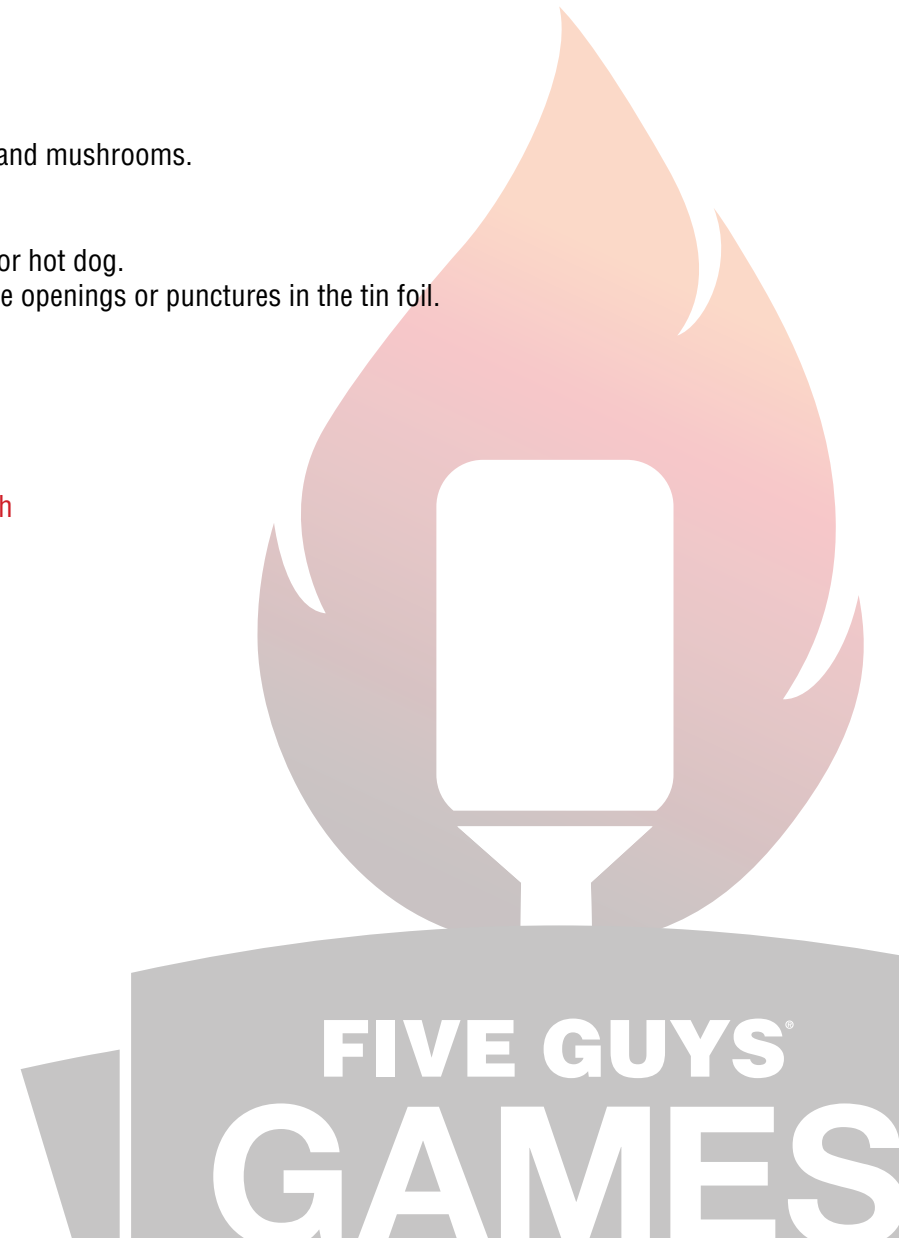 and mushrooms.
or hot dog.
e openings or punctures in the tin foil.
h
FIVE GUYS®
GAMES